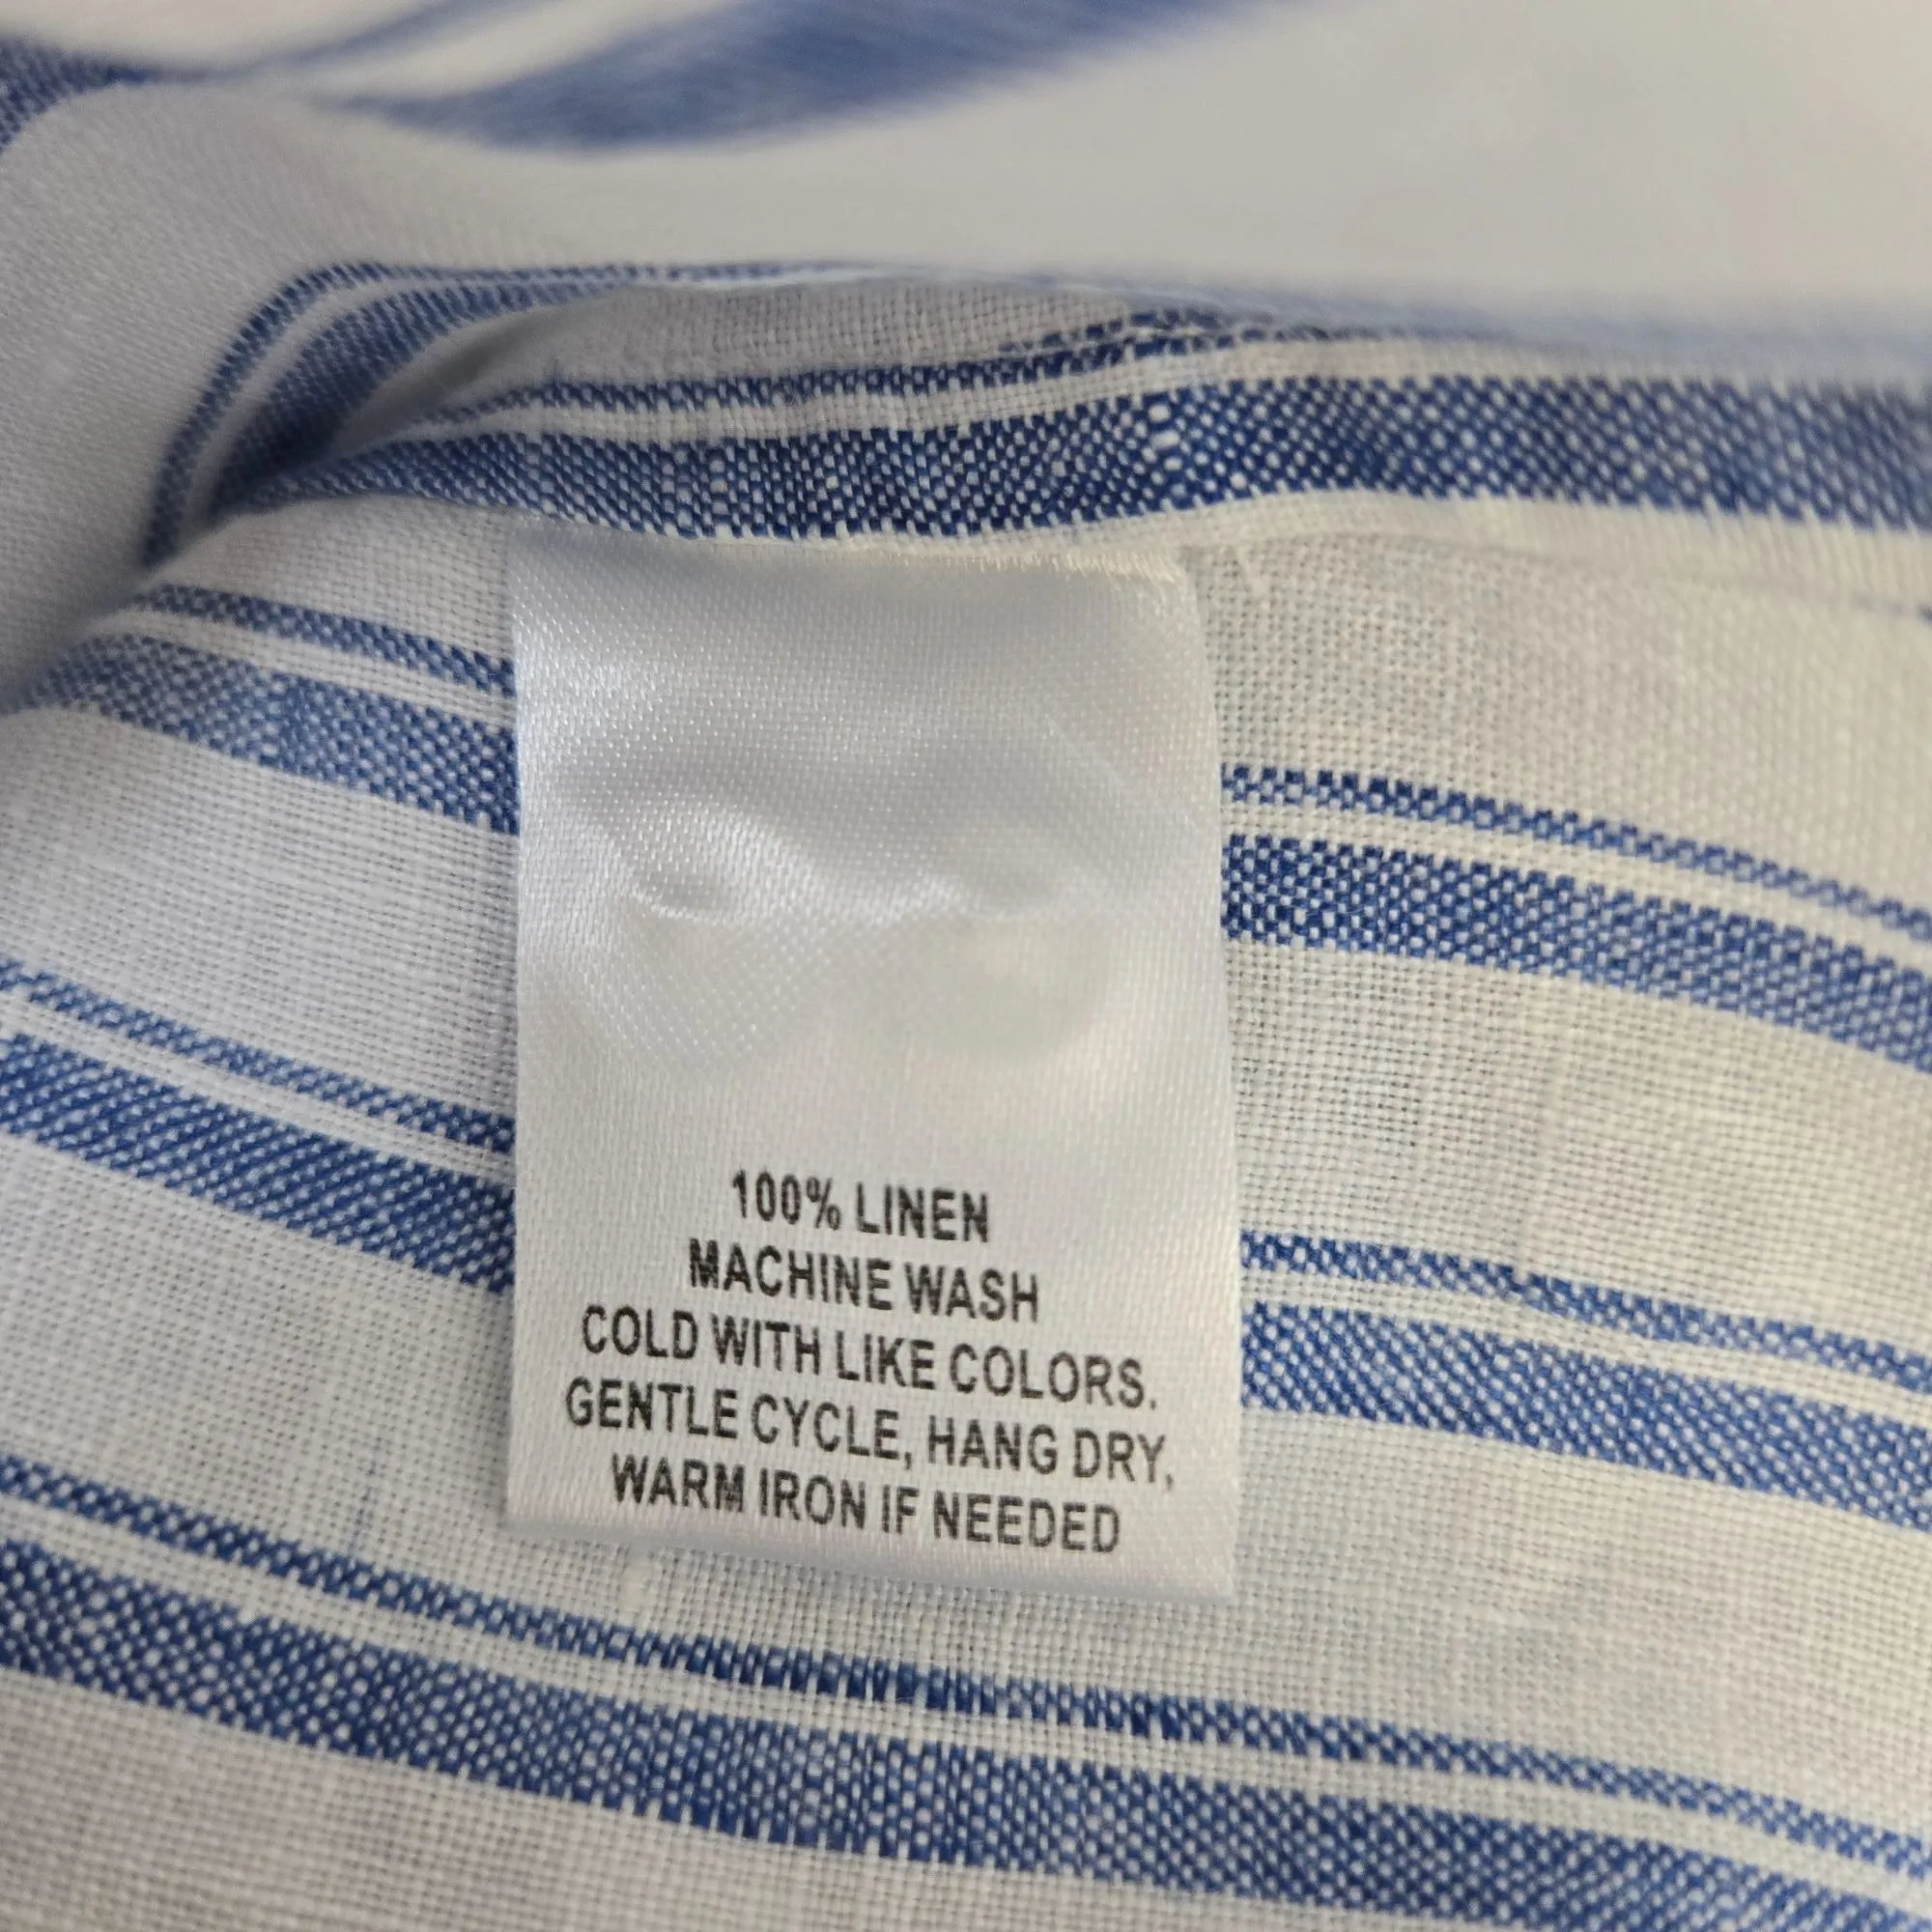 100% LINEN
MACHINE WASH
COLD WITH LIKE COLORS.
GENTLE CYCLE, HANG DRY,
WARM IRON IF NEEDED